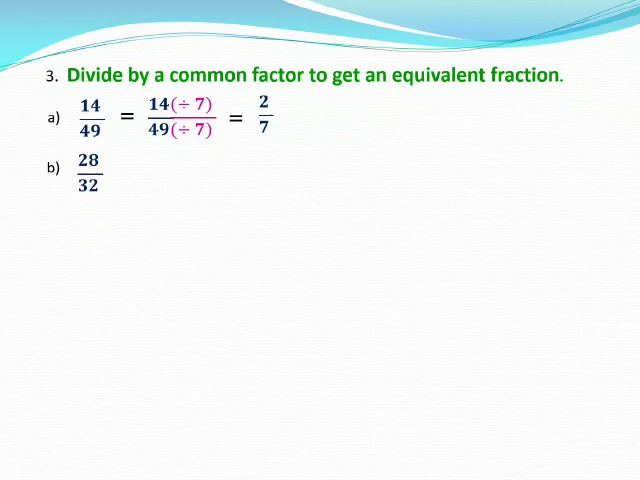 3. Divide by a common factor to get an equivalent fraction.
a) 14/49 = 14(÷ 7)/49(÷ 7) = 2/7
b) 28/32